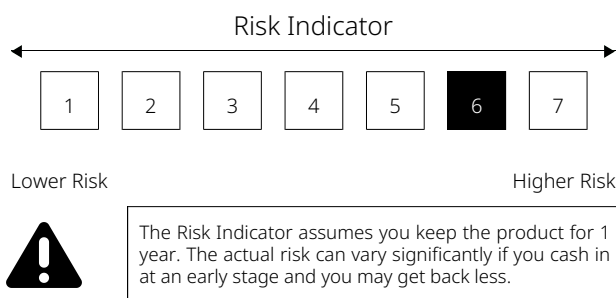 Risk Indicator
1 2 3 4 5 6 7
Lower Risk Higher Risk
The Risk Indicator assumes you keep the product for 1
year. The actual risk can vary significantly if you cash in
at an early stage and you may get back less.